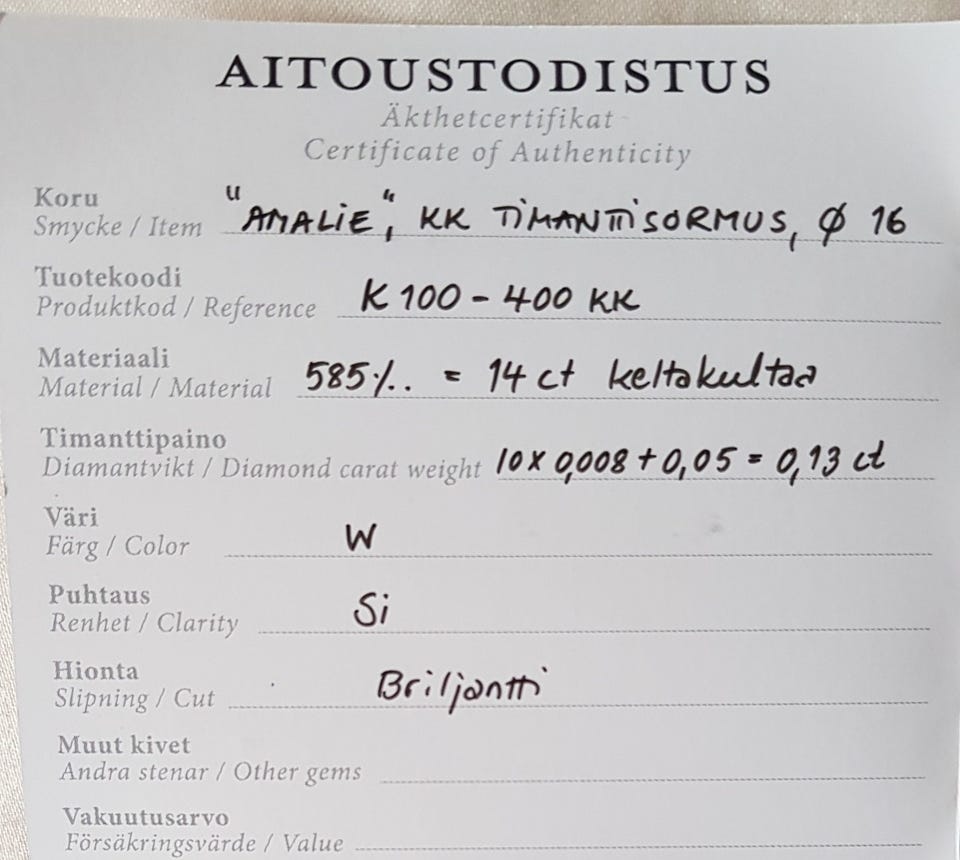 AITOUSTODISTUS
Äkthetcertifikat
Certificate of Authenticity
Koru
Smycke / Item "AMALIE", KK TIMANTTISORMUS, Ø 16
Tuotekoodi
Produktkod / Reference K 100 - 400 KK
Materiaali
Material / Material 585‰ = 14 ct keltakultaa
Timanttipaino
Diamantvikt / Diamond carat weight 10 x 0,008 + 0,05 = 0,13 ct
Väri
Färg / Color W
Puhtaus
Renhet / Clarity Si
Hionta
Slipning / Cut Briljantti
Muut kivet
Andra stenar / Other gems
Vakuutusarvo
Försäkringsvärde / Value